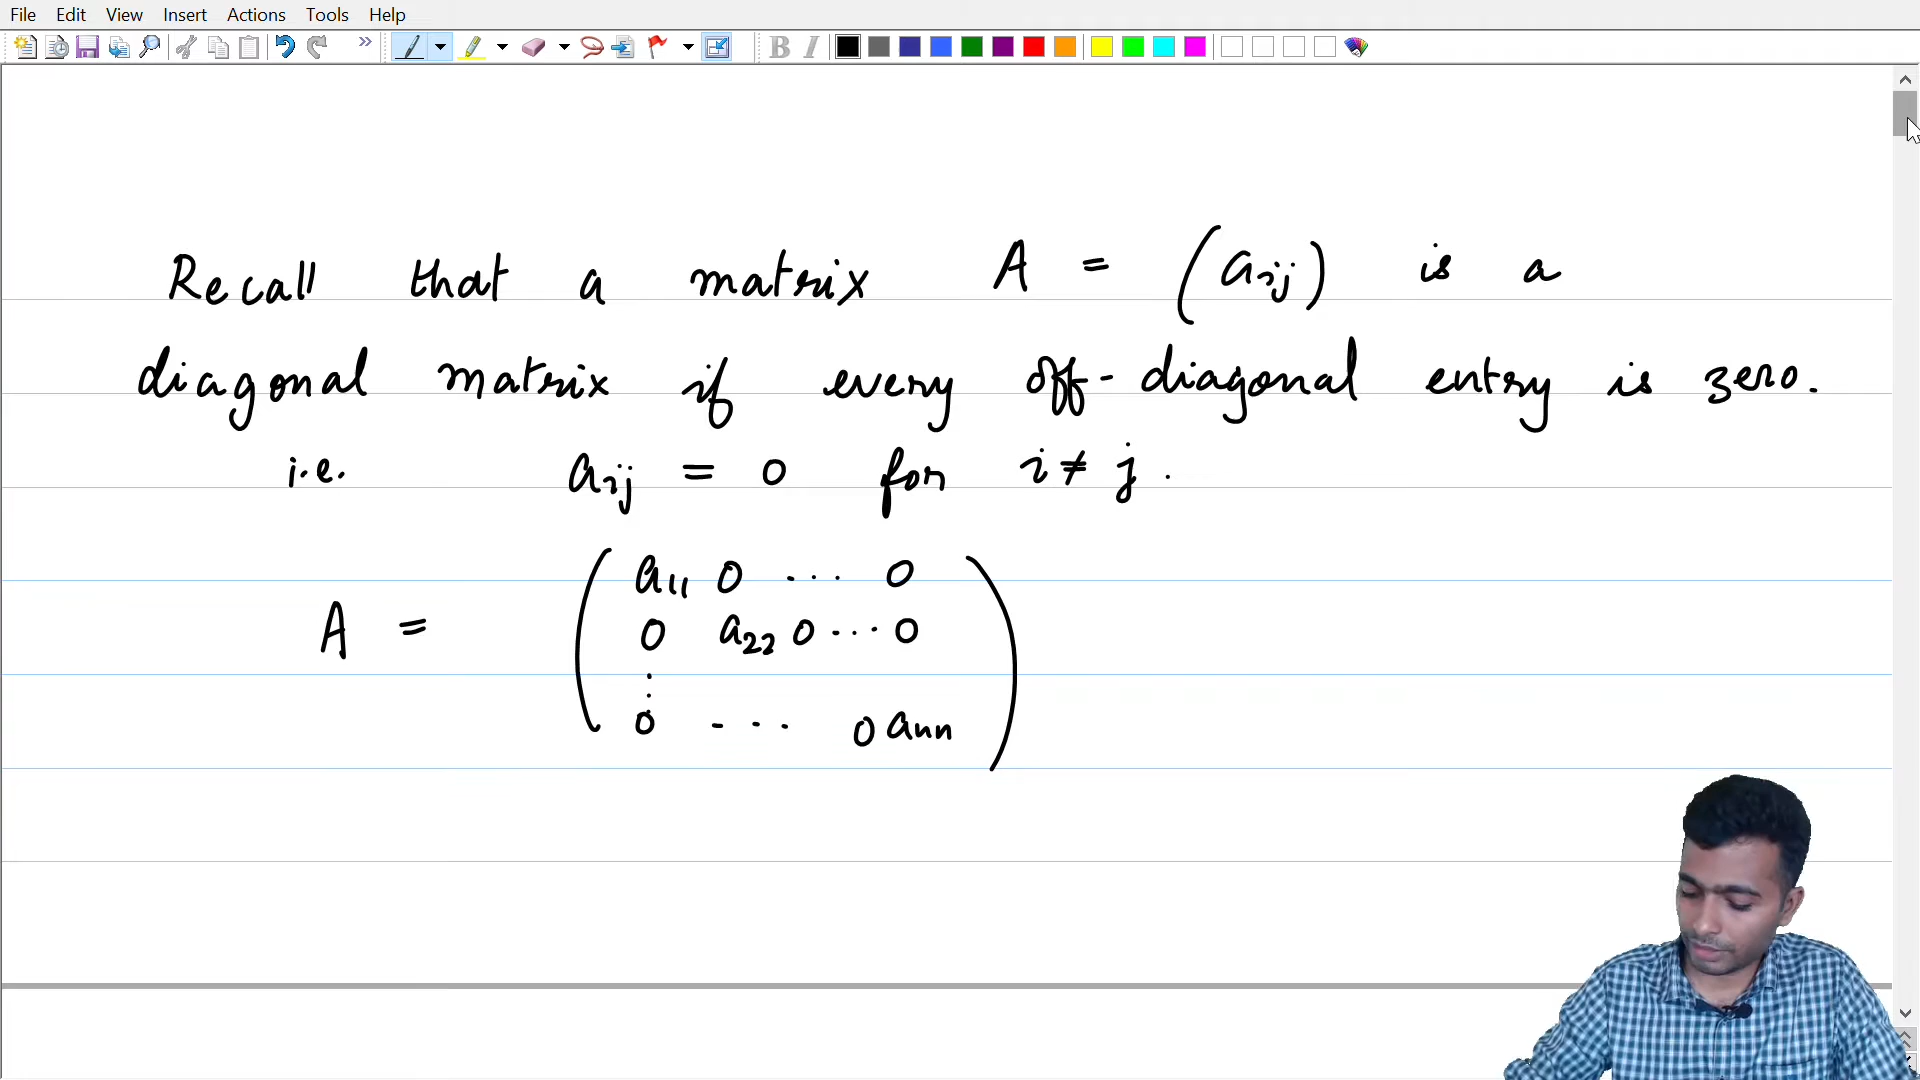 File Edit View Insert Actions Tools Help
B I
Recall that a matrix A = (aij) is a
diagonal matrix if every off-diagonal entry is zero.
i.e. aij = 0 for i ≠ j.
a11 0 ... 0
A = 0 a22 0 ... 0
⋮
0 --- 0 ann